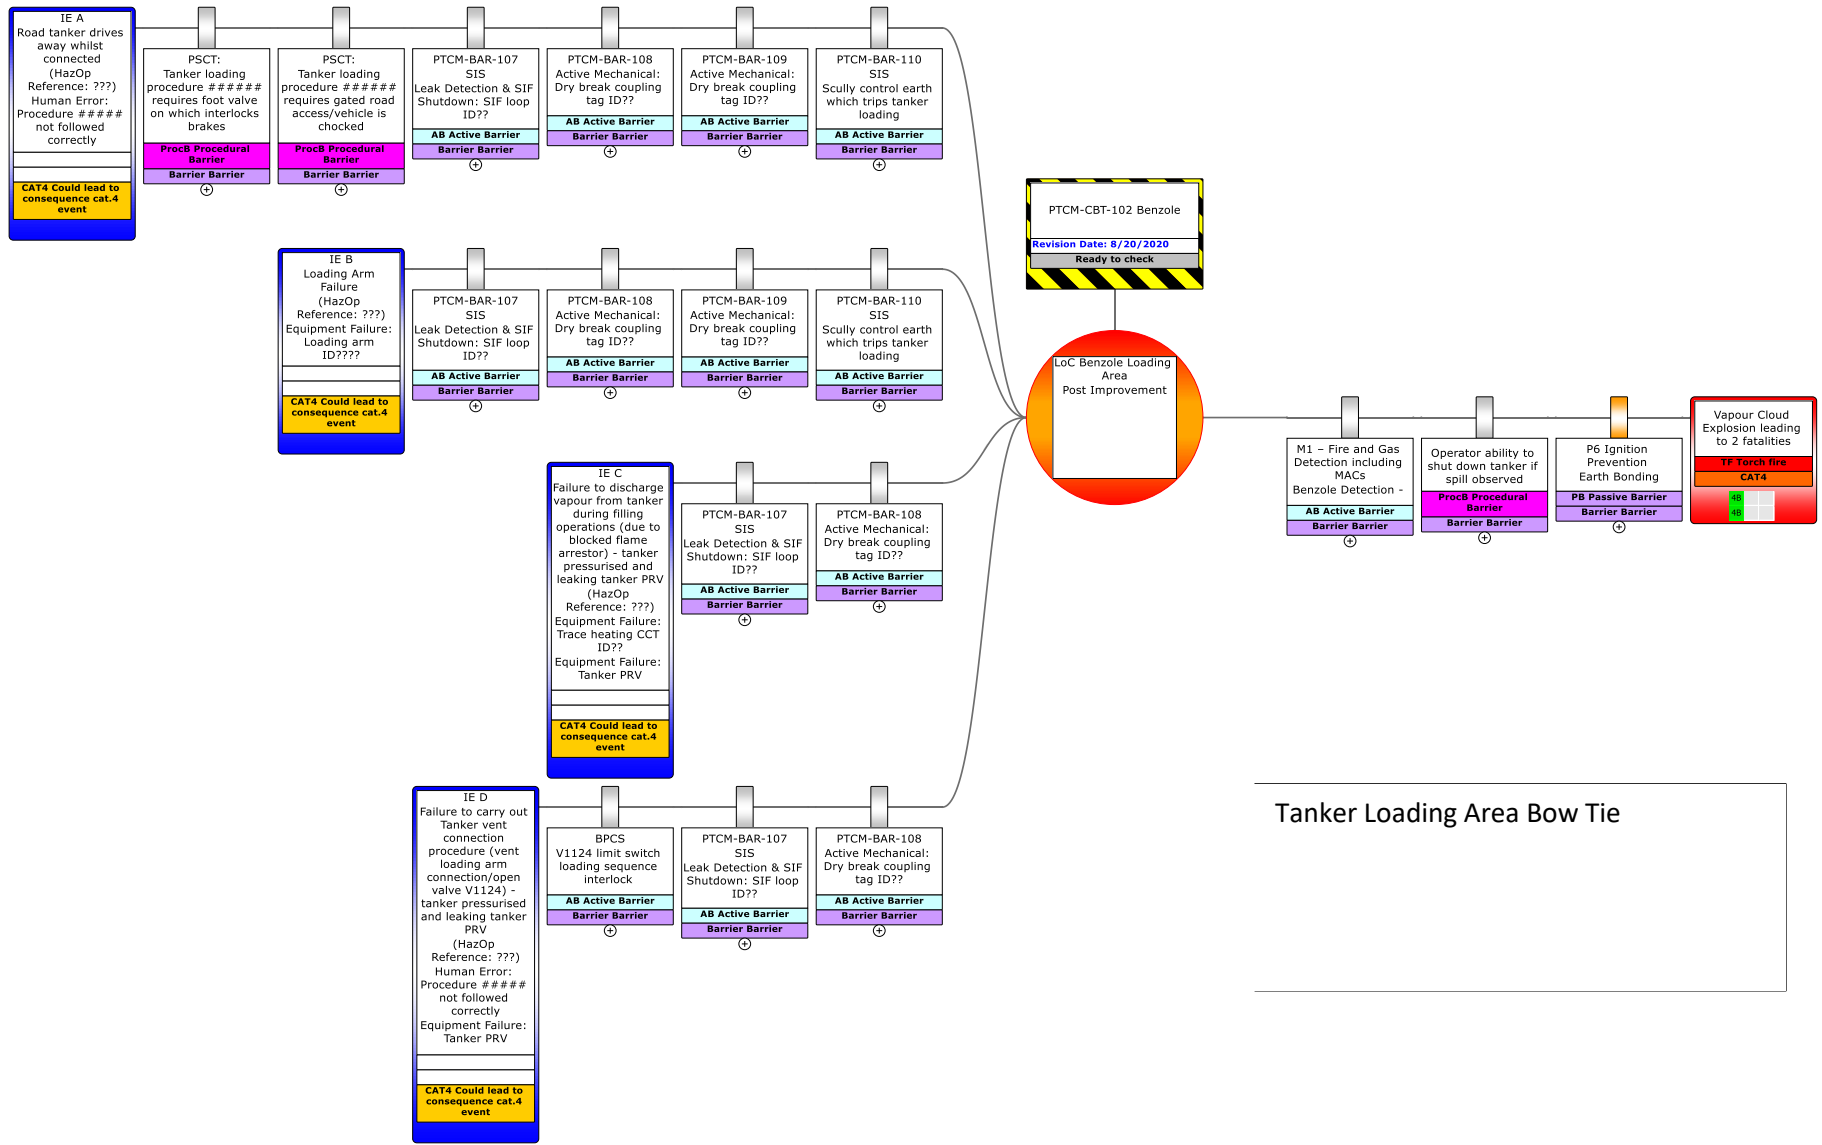 IE A
Road tanker drives
away whilst
connected
(HazOp
Reference: ???)
Human Error:
Procedure #####
not followed
correctly
CAT4 Could lead to
consequence cat.4
event
PSCT:
Tanker loading
procedure ######
requires foot valve
on which interlocks
brakes
ProcB Procedural
Barrier
Barrier Barrier
PSCT:
Tanker loading
procedure ######
requires gated road
access/vehicle is
chocked
ProcB Procedural
Barrier
Barrier Barrier
PTCM-BAR-107
SIS
Leak Detection & SIF
Shutdown: SIF loop
ID??
AB Active Barrier
Barrier Barrier
PTCM-BAR-108
Active Mechanical:
Dry break coupling
tag ID??
AB Active Barrier
Barrier Barrier
PTCM-BAR-109
Active Mechanical:
Dry break coupling
tag ID??
AB Active Barrier
Barrier Barrier
PTCM-BAR-110
SIS
Scully control earth
which trips tanker
loading
AB Active Barrier
Barrier Barrier
PTCM-CBT-102 Benzole
Revision Date: 8/20/2020
Ready to check
IE B
Loading Arm
Failure
(HazOp
Reference: ???)
Equipment Failure:
Loading arm
ID????
CAT4 Could lead to
consequence cat.4
event
PTCM-BAR-107
SIS
Leak Detection & SIF
Shutdown: SIF loop
ID??
AB Active Barrier
Barrier Barrier
PTCM-BAR-108
Active Mechanical:
Dry break coupling
tag ID??
AB Active Barrier
Barrier Barrier
PTCM-BAR-109
Active Mechanical:
Dry break coupling
tag ID??
AB Active Barrier
Barrier Barrier
PTCM-BAR-110
SIS
Scully control earth
which trips tanker
loading
AB Active Barrier
Barrier Barrier
LoC Benzole Loading
Area
Post Improvement
M1 – Fire and Gas
Detection including
MACs
Benzole Detection -
AB Active Barrier
Barrier Barrier
Operator ability to
shut down tanker if
spill observed
ProcB Procedural
Barrier
Barrier Barrier
P6 Ignition
Prevention
Earth Bonding
PB Passive Barrier
Barrier Barrier
Vapour Cloud
Explosion leading
to 2 fatalities
TF Torch fire
CAT4
4B
4B
IE C
Failure to discharge
vapour from tanker
during filling
operations (due to
blocked flame
arrestor) - tanker
pressurised and
leaking tanker PRV
(HazOp
Reference: ???)
Equipment Failure:
Trace heating CCT
ID??
Equipment Failure:
Tanker PRV
CAT4 Could lead to
consequence cat.4
event
PTCM-BAR-107
SIS
Leak Detection & SIF
Shutdown: SIF loop
ID??
AB Active Barrier
Barrier Barrier
PTCM-BAR-108
Active Mechanical:
Dry break coupling
tag ID??
AB Active Barrier
Barrier Barrier
IE D
Failure to carry out
Tanker vent
connection
procedure (vent
loading arm
connection/open
valve V1124) -
tanker pressurised
and leaking tanker
PRV
(HazOp
Reference: ???)
Human Error:
Procedure #####
not followed
correctly
Equipment Failure:
Tanker PRV
CAT4 Could lead to
consequence cat.4
event
BPCS
V1124 limit switch
loading sequence
interlock
AB Active Barrier
Barrier Barrier
PTCM-BAR-107
SIS
Leak Detection & SIF
Shutdown: SIF loop
ID??
AB Active Barrier
Barrier Barrier
PTCM-BAR-108
Active Mechanical:
Dry break coupling
tag ID??
AB Active Barrier
Barrier Barrier
Tanker Loading Area Bow Tie